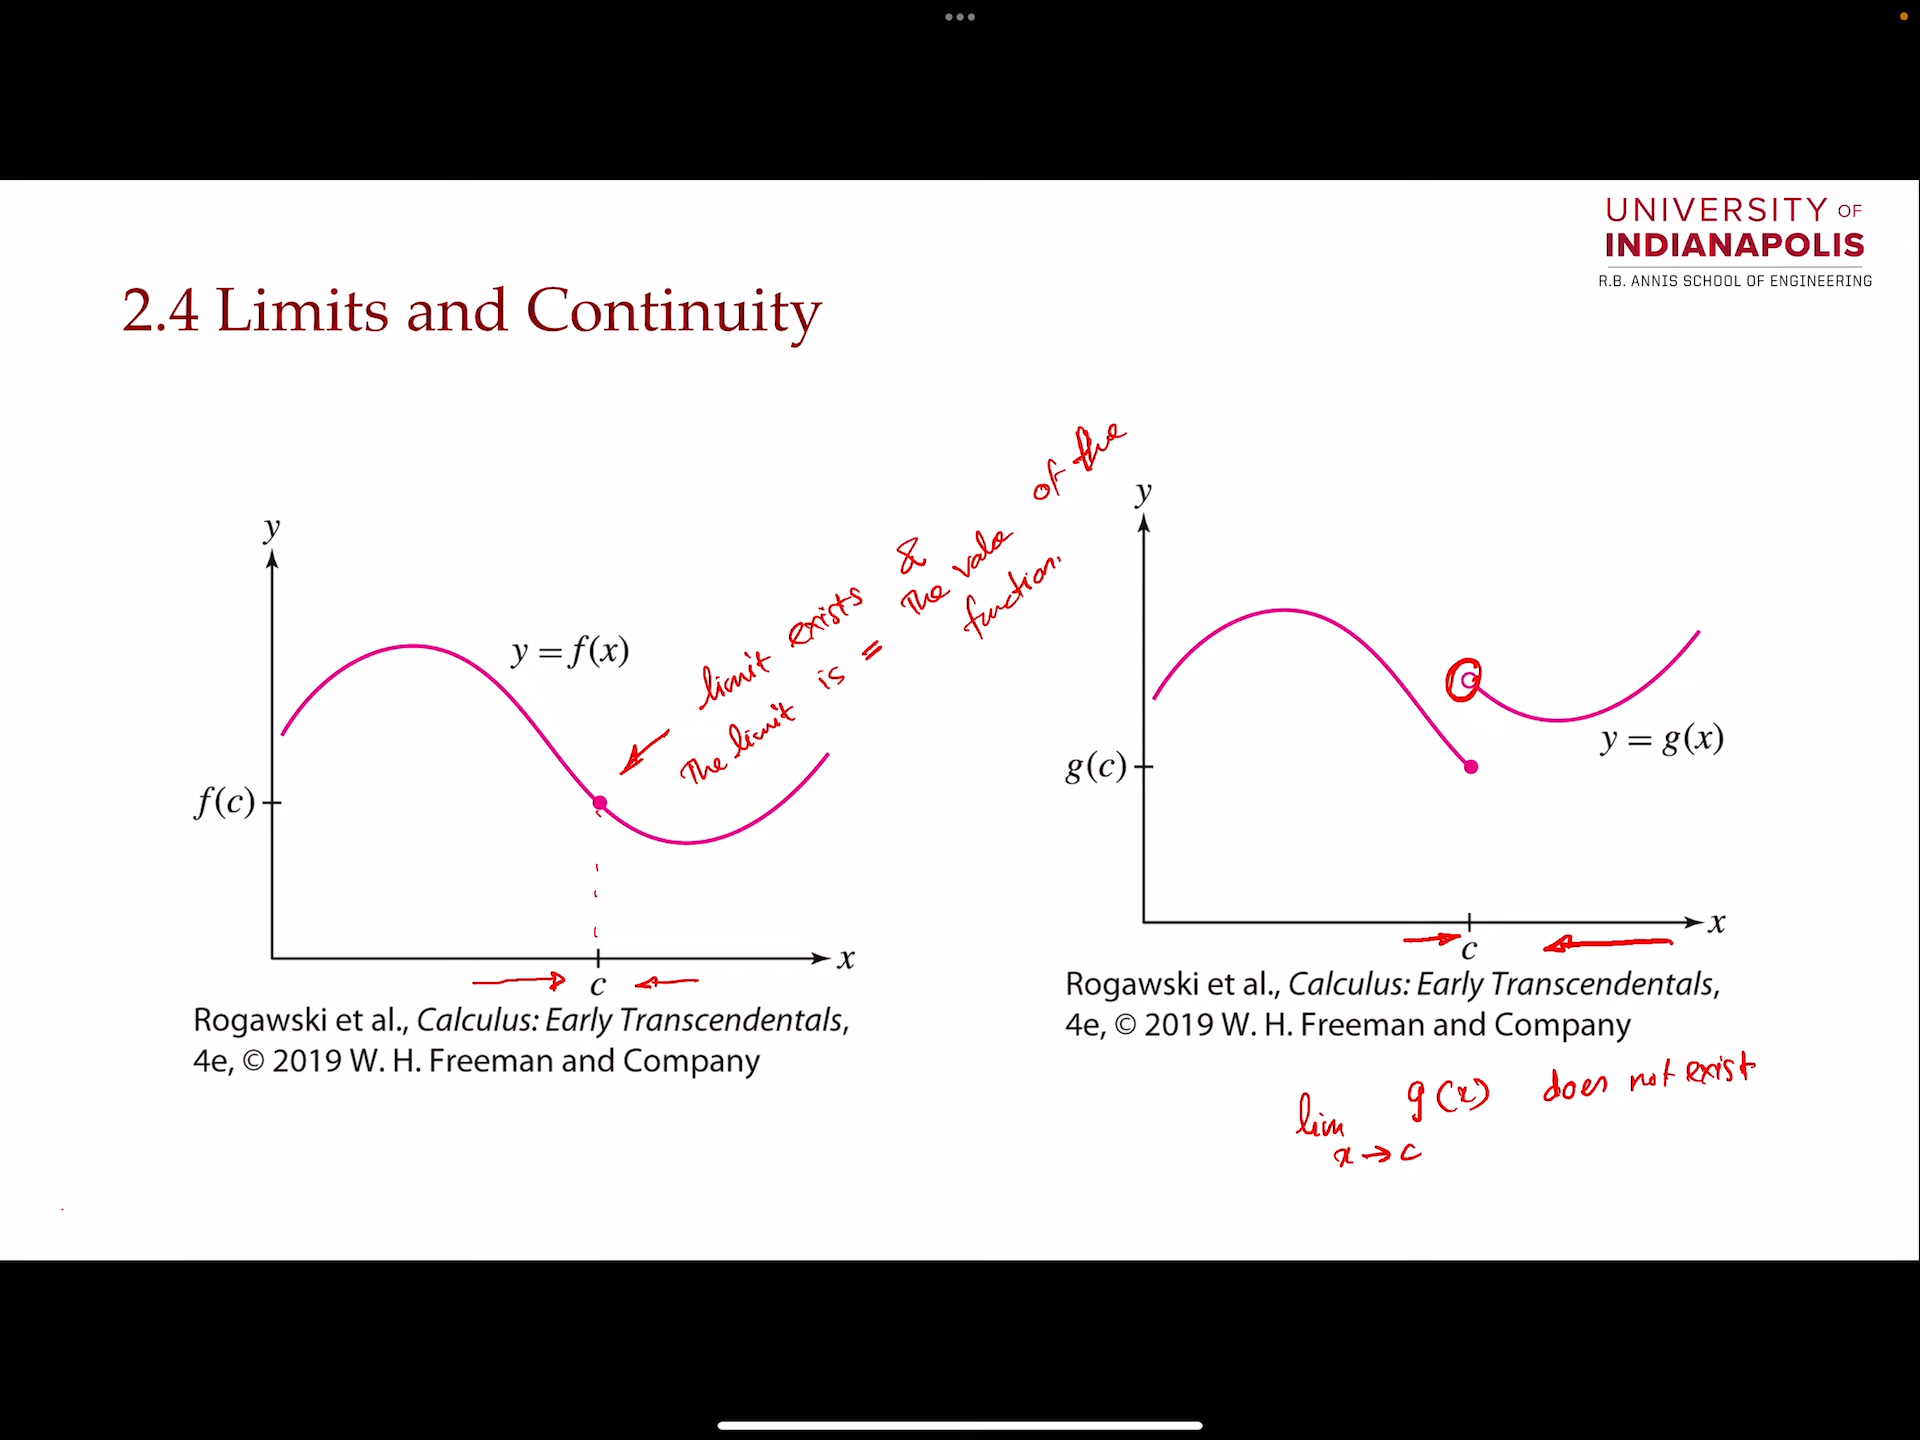 UNIVERSITY OF
INDIANAPOLIS
R.B. ANNIS SCHOOL OF ENGINEERING
2.4 Limits and Continuity
limit exists &
The limit is = The value of the
function.
y
y = f(x)
f(c)
c
x
Rogawski et al., Calculus: Early Transcendentals,
4e, © 2019 W. H. Freeman and Company
y
y = g(x)
g(c)
c
x
Rogawski et al., Calculus: Early Transcendentals,
4e, © 2019 W. H. Freeman and Company
lim g(x) does not exist
x → c